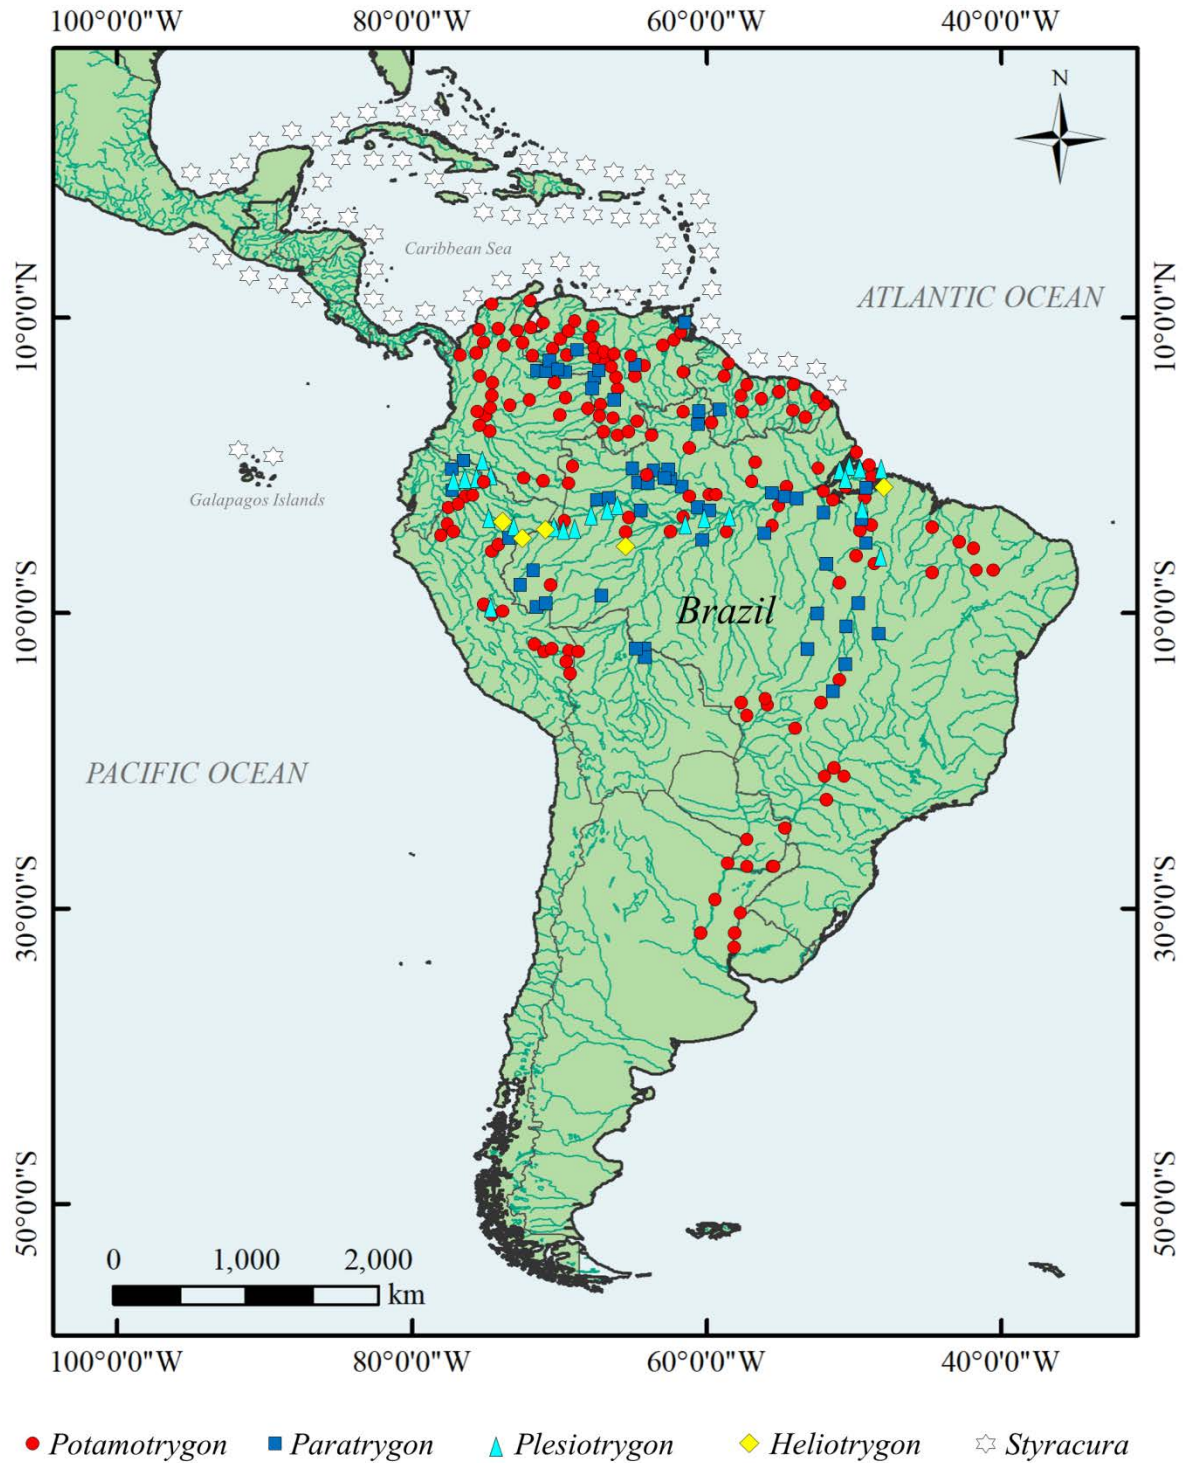 100°0'0"W 80°0'0"W 60°0'0"W 40°0'0"W
N
Caribbean Sea
ATLANTIC OCEAN
10°0'0"N
10°0'0"N
Galapagos Islands
Brazil
10°0'0"S
10°0'0"S
PACIFIC OCEAN
30°0'0"S
30°0'0"S
50°0'0"S
50°0'0"S
0 1,000 2,000
km
100°0'0"W 80°0'0"W 60°0'0"W 40°0'0"W
Potamotrygon Paratrygon Plesiotrygon Heliotrygon Styracura